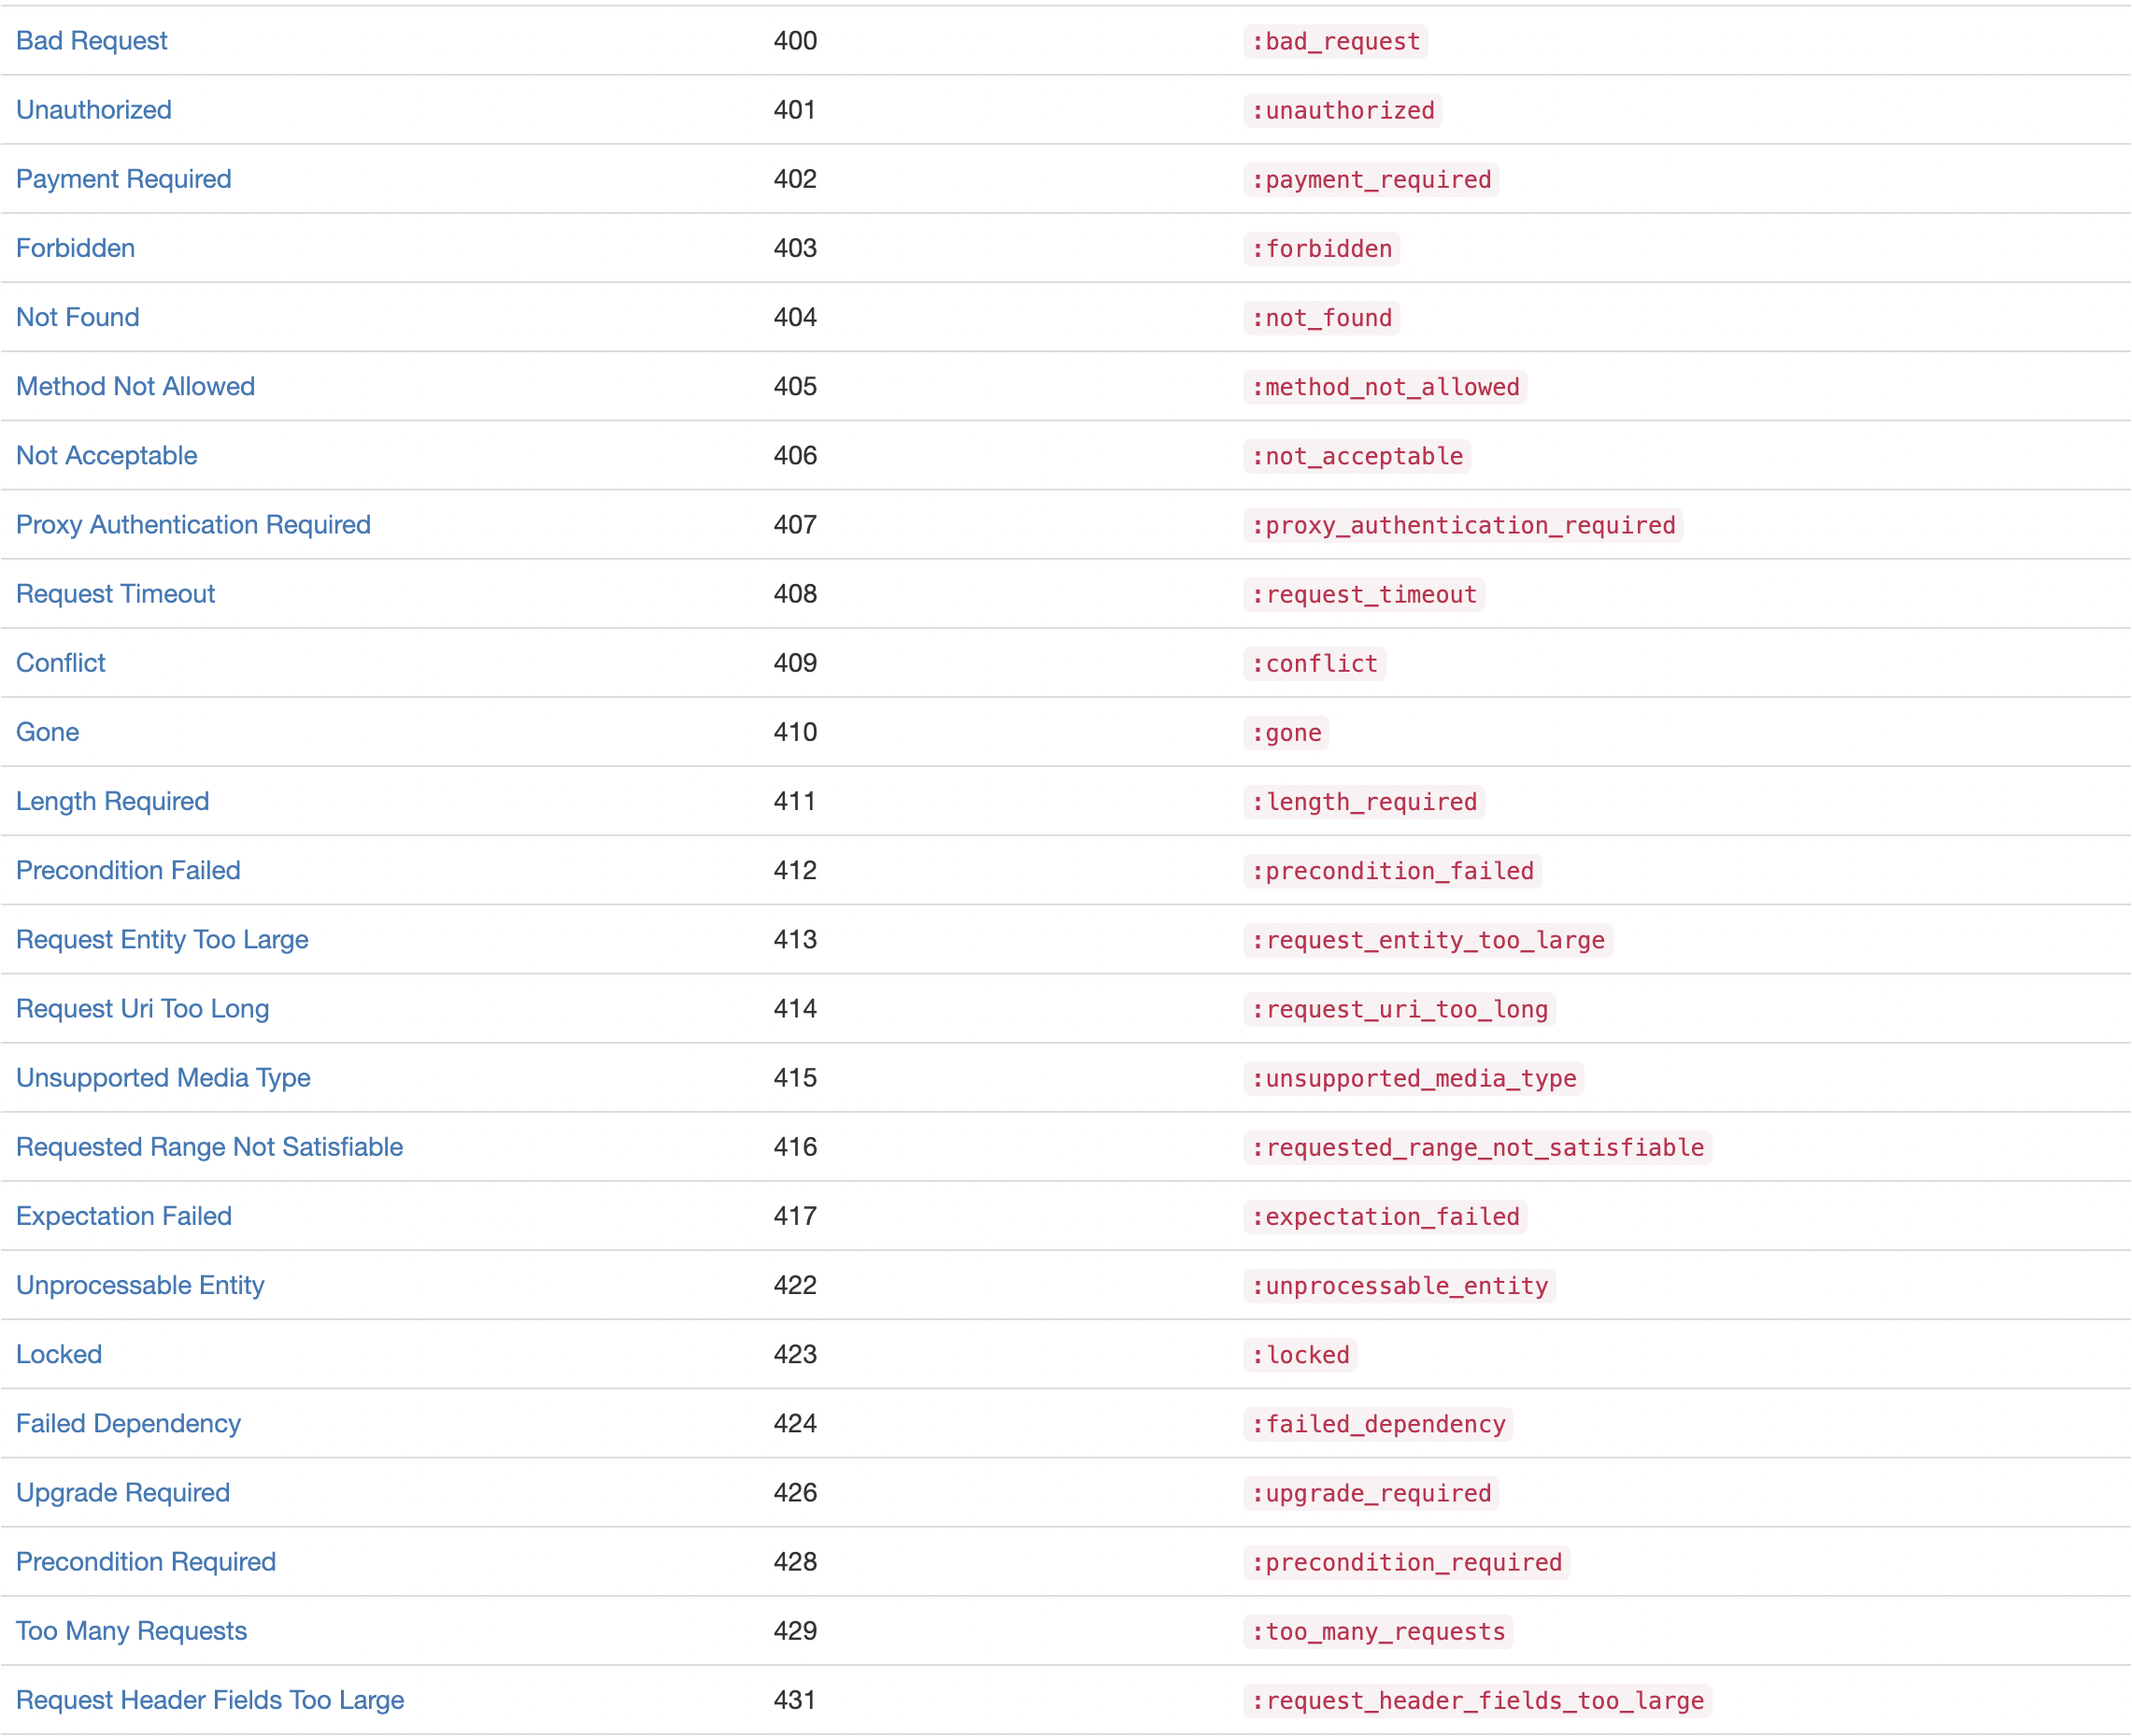 Bad Request 400 :bad_request
Unauthorized 401 :unauthorized
Payment Required 402 :payment_required
Forbidden 403 :forbidden
Not Found 404 :not_found
Method Not Allowed 405 :method_not_allowed
Not Acceptable 406 :not_acceptable
Proxy Authentication Required 407 :proxy_authentication_required
Request Timeout 408 :request_timeout
Conflict 409 :conflict
Gone 410 :gone
Length Required 411 :length_required
Precondition Failed 412 :precondition_failed
Request Entity Too Large 413 :request_entity_too_large
Request Uri Too Long 414 :request_uri_too_long
Unsupported Media Type 415 :unsupported_media_type
Requested Range Not Satisfiable 416 :requested_range_not_satisfiable
Expectation Failed 417 :expectation_failed
Unprocessable Entity 422 :unprocessable_entity
Locked 423 :locked
Failed Dependency 424 :failed_dependency
Upgrade Required 426 :upgrade_required
Precondition Required 428 :precondition_required
Too Many Requests 429 :too_many_requests
Request Header Fields Too Large 431 :request_header_fields_too_large